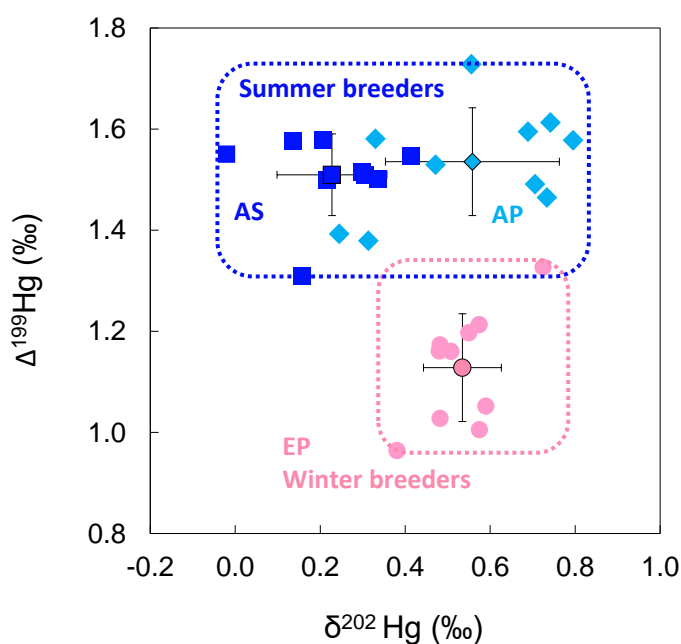 1.8
1.6
1.4
1.2
1.0
0.8
Δ¹⁹⁹Hg (‰)
Summer breeders
AS
AP
EP
Winter breeders
-0.2 0.0 0.2 0.4 0.6 0.8 1.0
δ²⁰² Hg (‰)